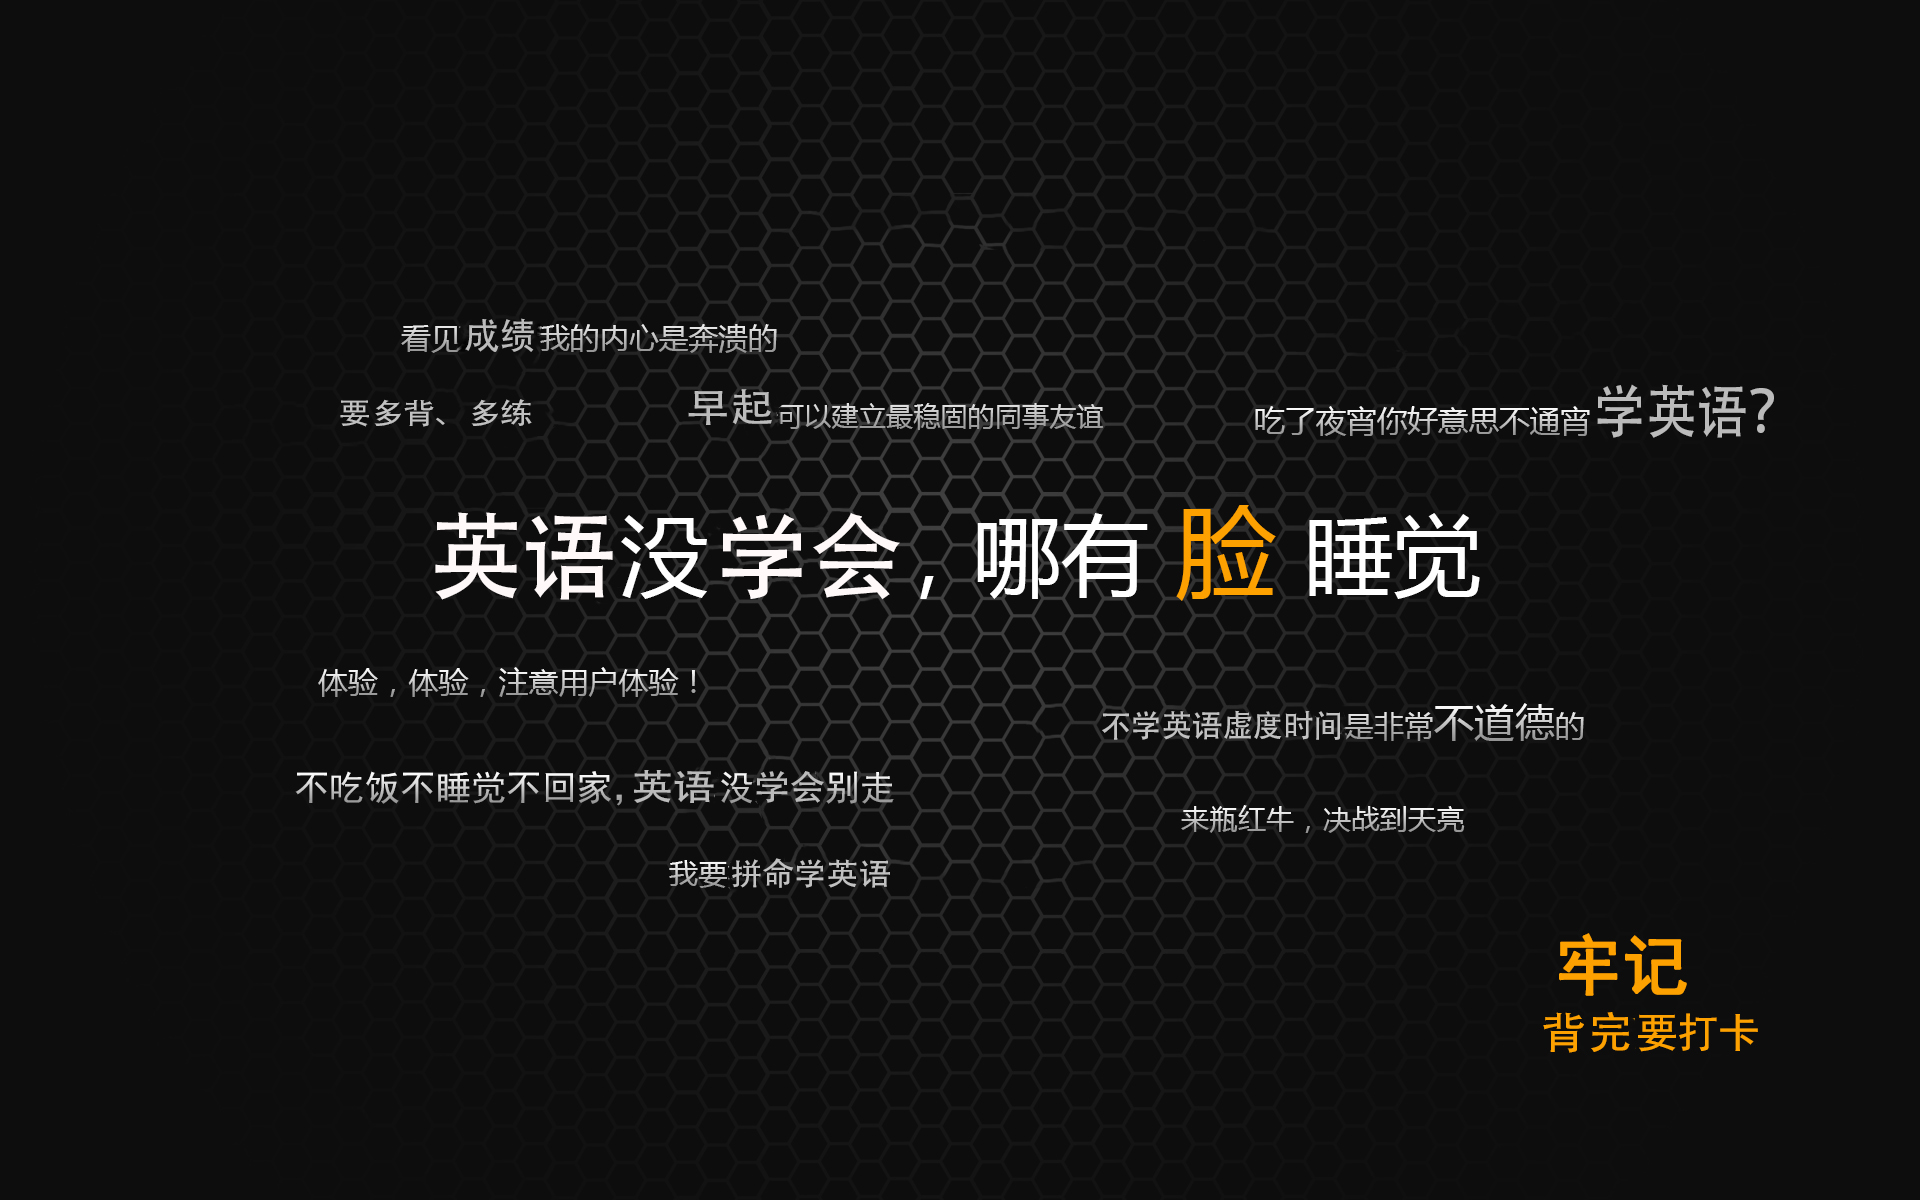 看见成绩我的内心是奔溃的
要多背、多练
早起可以建立最稳固的同事友谊
吃了夜宵你好意思不通宵学英语?
英语没学会,哪有脸睡觉
体验，体验，注意用户体验！
不学英语虚度时间是非常不道德的
不吃饭不睡觉不回家,英语没学会别走
来瓶红牛，决战到天亮
我要拼命学英语
牢记
背完要打卡